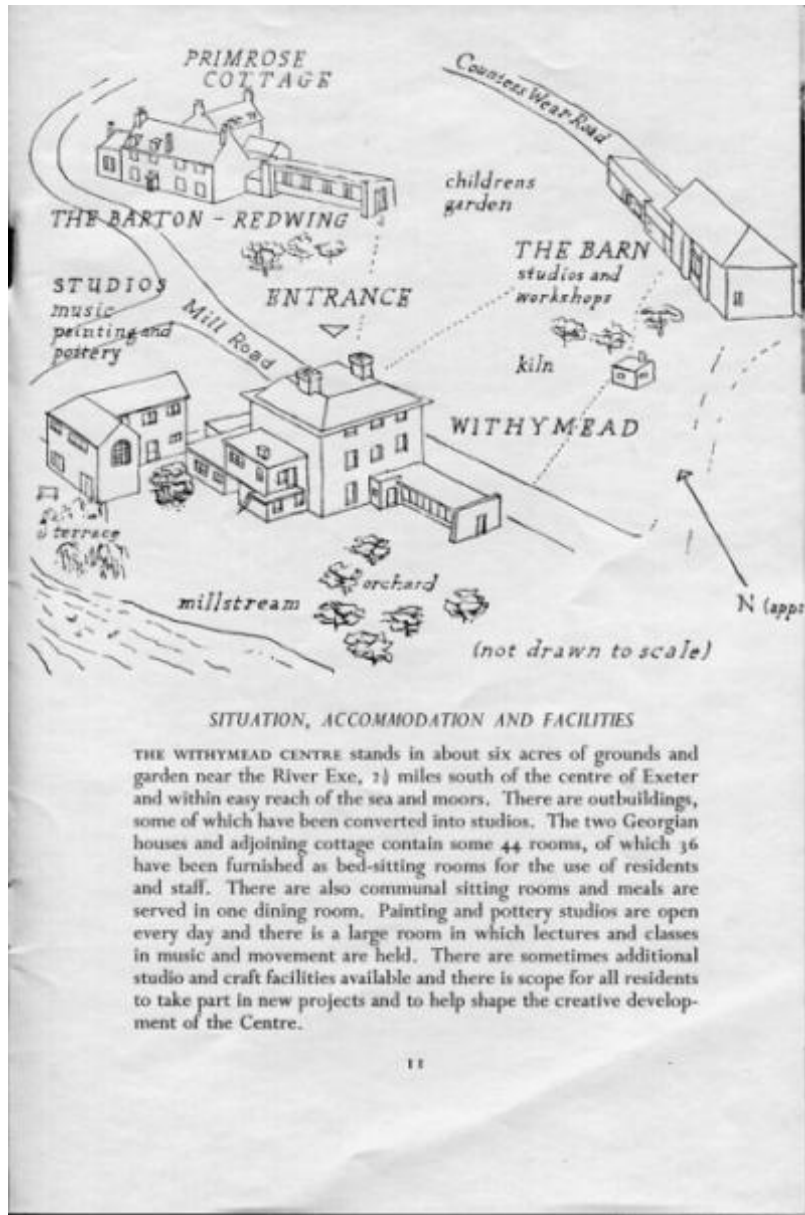 PRIMROSE
COTTAGE
Countess Wear Road
childrens
garden
THE BARTON - REDWING
THE BARN
studios and
workshops
STUDIOS
music
painting and
pottery
ENTRANCE
Mill Road
kiln
WITHYMEAD
terrace
orchard
millstream
N (appx
(not drawn to scale)
SITUATION, ACCOMMODATION AND FACILITIES
THE WITHYMEAD CENTRE stands in about six acres of grounds and
garden near the River Exe, 2½ miles south of the centre of Exeter
and within easy reach of the sea and moors. There are outbuildings,
some of which have been converted into studios. The two Georgian
houses and adjoining cottage contain some 44 rooms, of which 36
have been furnished as bed-sitting rooms for the use of residents
and staff. There are also communal sitting rooms and meals are
served in one dining room. Painting and pottery studios are open
every day and there is a large room in which lectures and classes
in music and movement are held. There are sometimes additional
studio and craft facilities available and there is scope for all residents
to take part in new projects and to help shape the creative develop-
ment of the Centre.
11